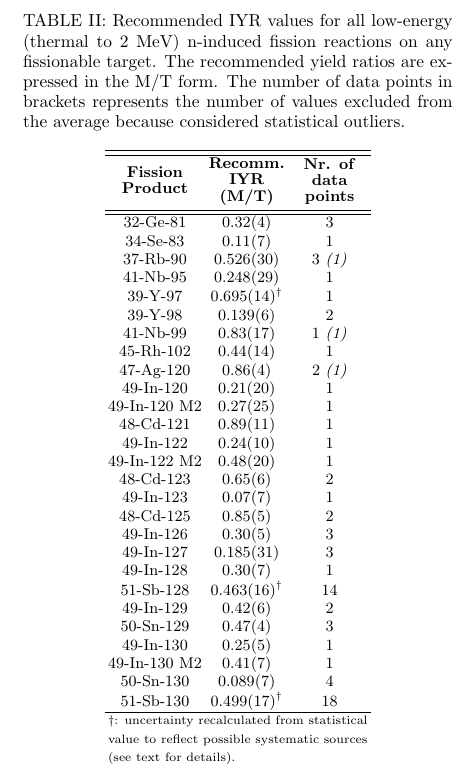 TABLE II: Recommended IYR values for all low-energy
(thermal to 2 MeV) n-induced fission reactions on any
fissionable target. The recommended yield ratios are ex-
pressed in the M/T form. The number of data points in
brackets represents the number of values excluded from
the average because considered statistical outliers.
Fission Product Recomm. IYR (M/T) Nr. of data points
32-Ge-81 0.32(4) 3
34-Se-83 0.11(7) 1
37-Rb-90 0.526(30) 3 (1)
41-Nb-95 0.248(29) 1
39-Y-97 0.695(14)† 1
39-Y-98 0.139(6) 2
41-Nb-99 0.83(17) 1 (1)
45-Rh-102 0.44(14) 1
47-Ag-120 0.86(4) 2 (1)
49-In-120 0.21(20) 1
49-In-120 M2 0.27(25) 1
48-Cd-121 0.89(11) 1
49-In-122 0.24(10) 1
49-In-122 M2 0.48(20) 1
48-Cd-123 0.65(6) 2
49-In-123 0.07(7) 1
48-Cd-125 0.85(5) 2
49-In-126 0.30(5) 3
49-In-127 0.185(31) 3
49-In-128 0.30(7) 1
51-Sb-128 0.463(16)† 14
49-In-129 0.42(6) 2
50-Sn-129 0.47(4) 3
49-In-130 0.25(5) 1
49-In-130 M2 0.41(7) 1
50-Sn-130 0.089(7) 4
51-Sb-130 0.499(17)† 18
†: uncertainty recalculated from statistical
value to reflect possible systematic sources
(see text for details).